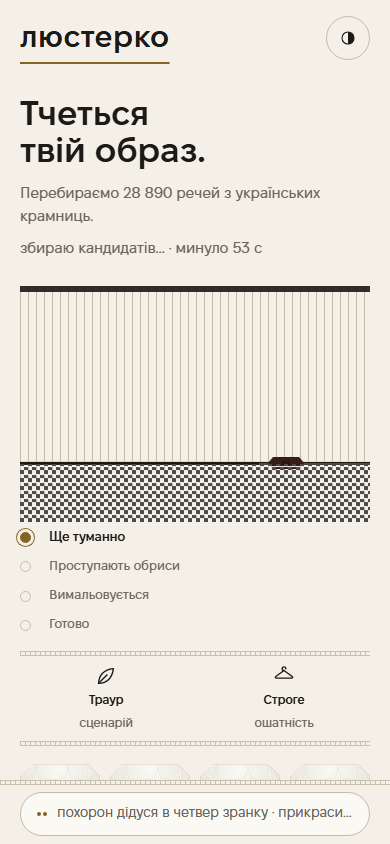 люстерко
Тчеться
твій образ.
Перебираємо 28 890 речей з українських
крамниць.
збираю кандидатів... · минуло 53 с
Ще туманно
Проступають обриси
Вимальовується
Готово
Траур
сценарій
Строге
ошатність
похорон дідуся в четвер зранку · прикраси...